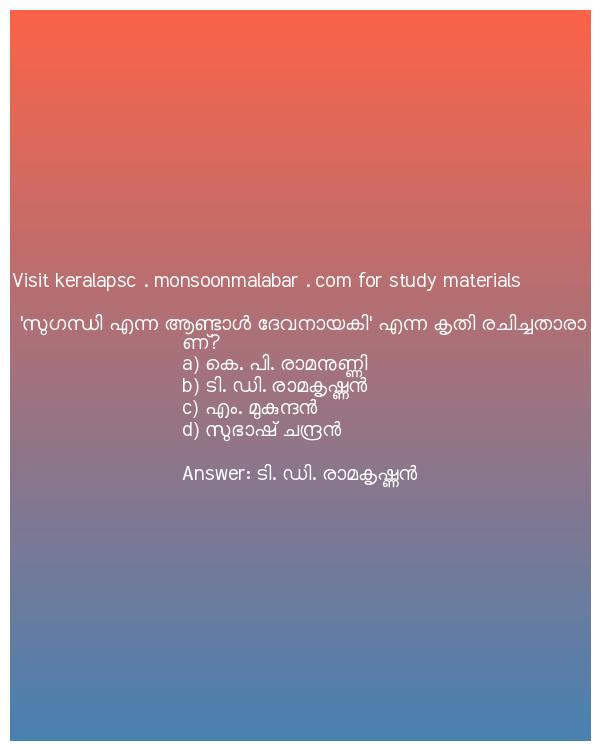 Visit keralapsc . monsoonmalabar . com for study materials
'സുഗന്ധി എന്ന ആണ്ടാൾ ദേവനായകി' എന്ന കൃതി രചിച്ചതാരാ
ണ്?
a) കെ. പി. രാമനുണ്ണി
b) ടി. ഡി. രാമകൃഷ്ണൻ
c) എം. മുകുന്ദൻ
d) സുഭാഷ് ചന്ദ്രൻ
Answer: ടി. ഡി. രാമകൃഷ്ണൻ